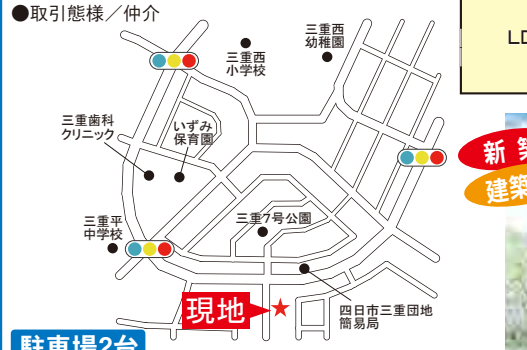 ●取引態様／仲介
三重西
小学校
三重西
幼稚園
三重歯科
クリニック
いずみ
保育園
三重平
中学校
三重7号公園
現地
四日市三重団地
簡易局
駐車場2台
LD
新築
建築